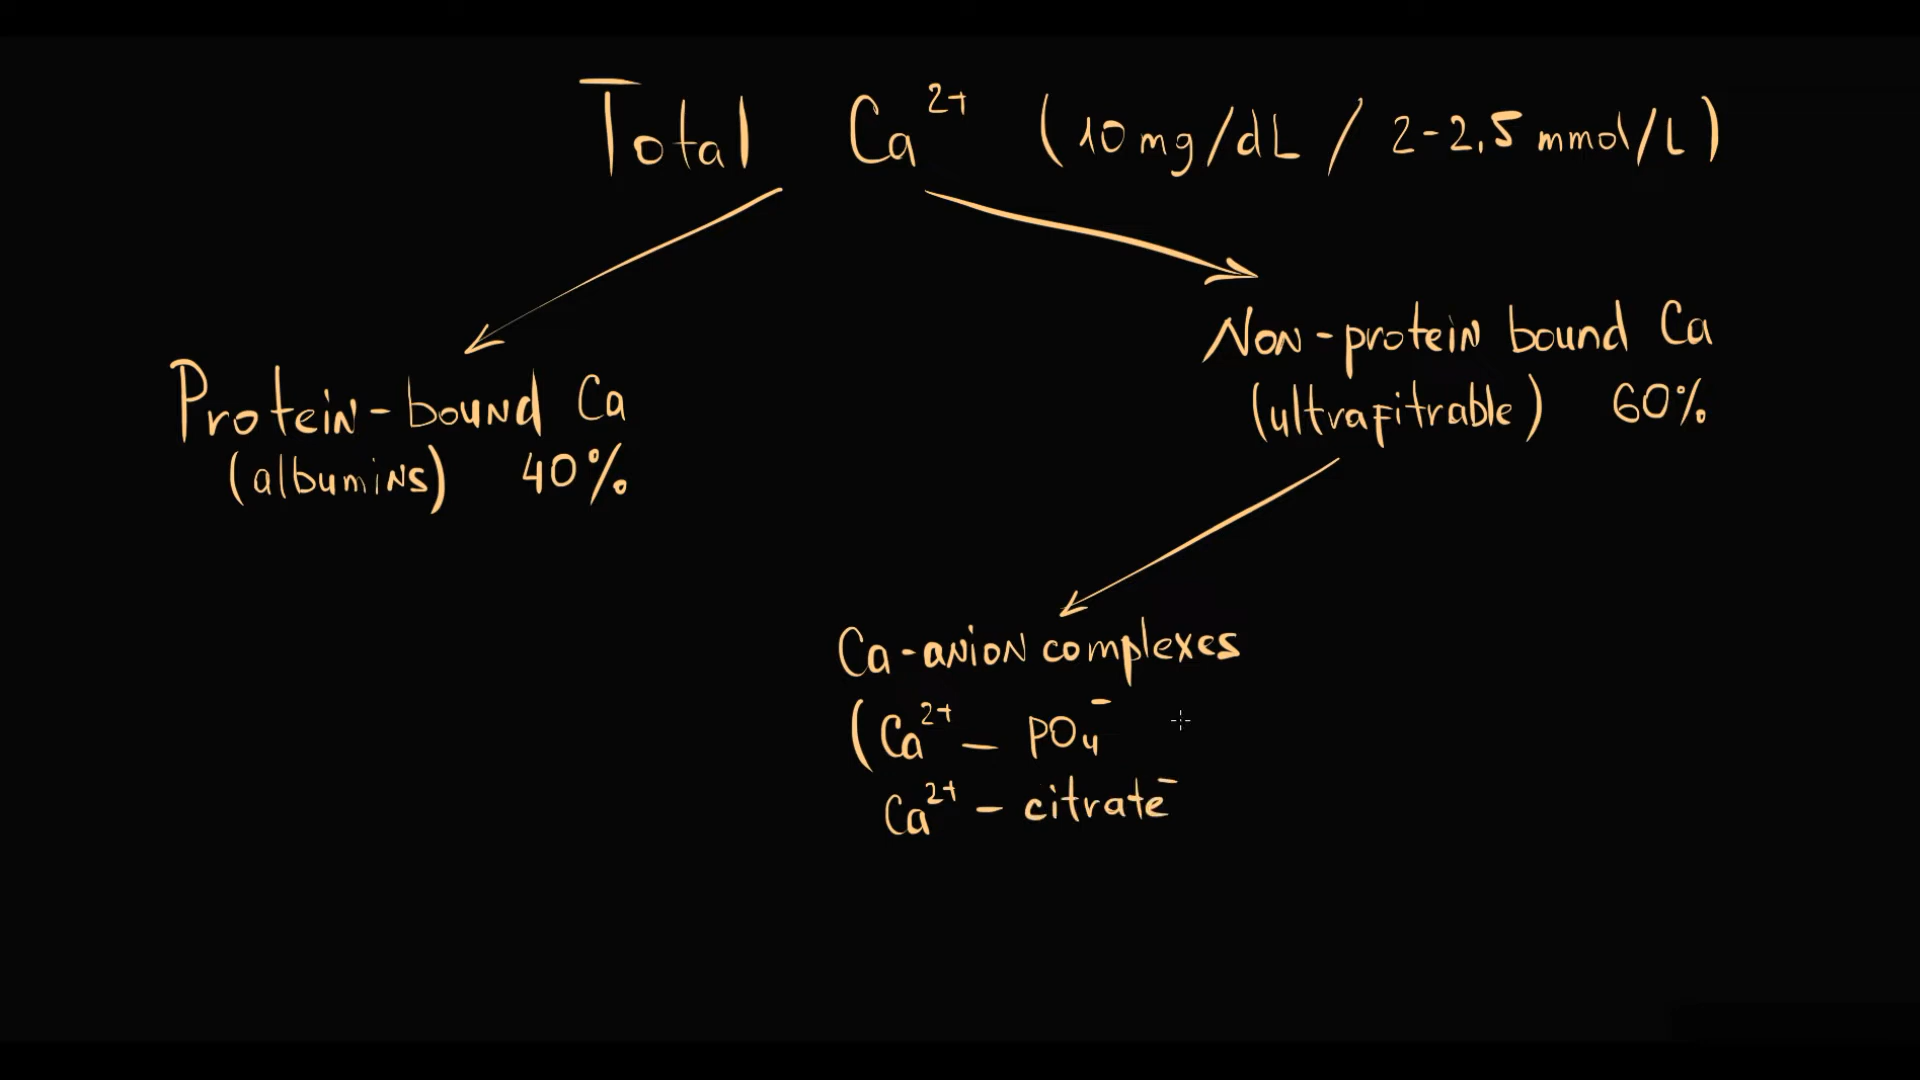 Total Ca²⁺ (10 mg/dL / 2-2,5 mmol/L)
Protein-bound Ca
(albumins) 40%
Non-protein bound Ca
(ultrafitrable) 60%
Ca-anion complexes
(Ca²⁺ – PO₄⁻
Ca²⁺ – citrate⁻